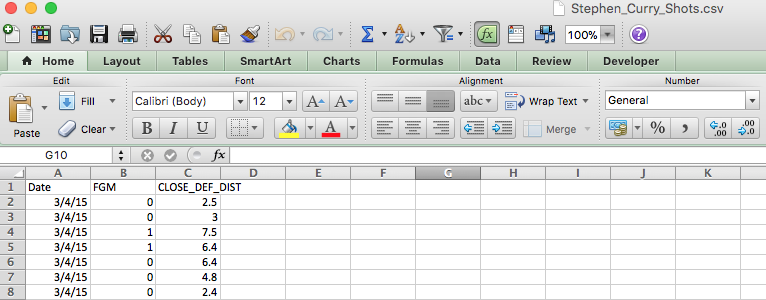 Stephen_Curry_Shots.csv
100%
Home Layout Tables SmartArt Charts Formulas Data Review Developer
Edit Font Alignment Number
Fill Calibri (Body) 12 A A abc Wrap Text General
Paste Clear B I U A Merge % , .0 .00 .00 .0
G10 fx
A B C D E F G H I J K
1 Date FGM CLOSE_DEF_DIST
2 3/4/15 0 2.5
3 3/4/15 0 3
4 3/4/15 1 7.5
5 3/4/15 1 6.4
6 3/4/15 0 6.4
7 3/4/15 0 4.8
8 3/4/15 0 2.4